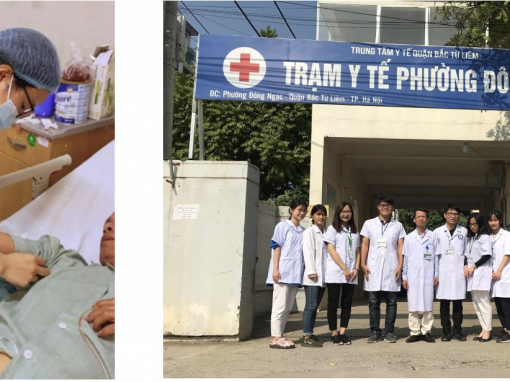 TRUNG TÂM Y TẾ QUẬN BẮC TỪ LIÊM
TRẠM Y TẾ PHƯỜNG ĐÔ
ĐC: Phường Đông Ngạc - Quận Bắc Từ Liêm - TP. Hà Nội